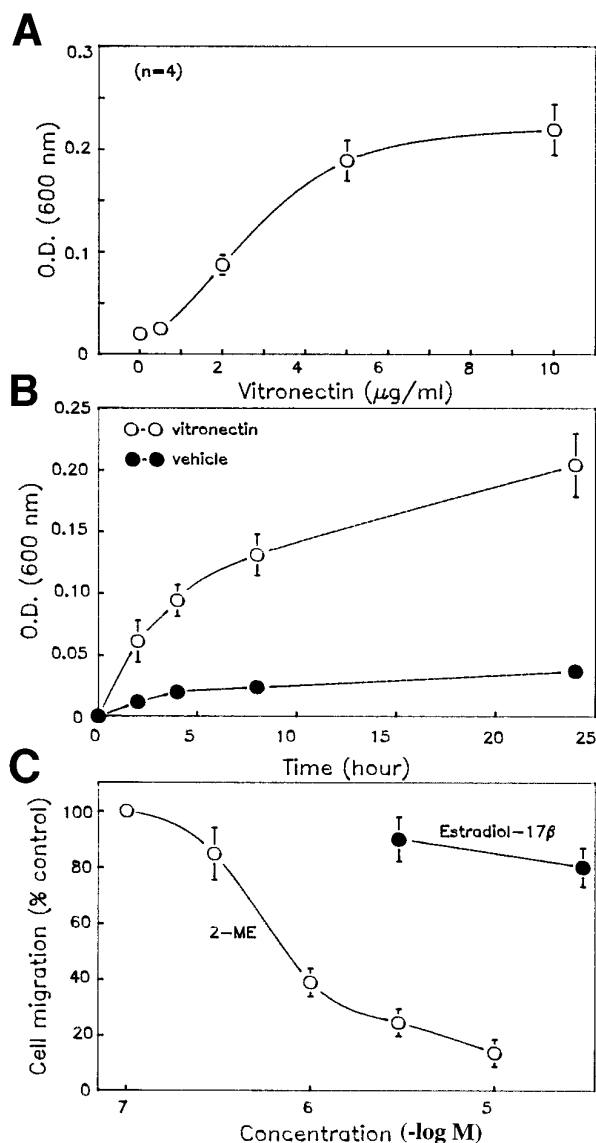 A
0.3
0.2
0.1
0
(n=4)
O.D. (600 nm)
0 2 4 6 8 10
Vitronectin (μg/ml)
B
0.25
0.20
0.15
0.10
0.05
0
vitronectin
vehicle
O.D. (600 nm)
0 5 10 15 20 25
Time (hour)
C
100
80
60
40
20
0
Estradiol-17β
2-ME
Cell migration (% control)
7 6 5
Concentration (-log M)